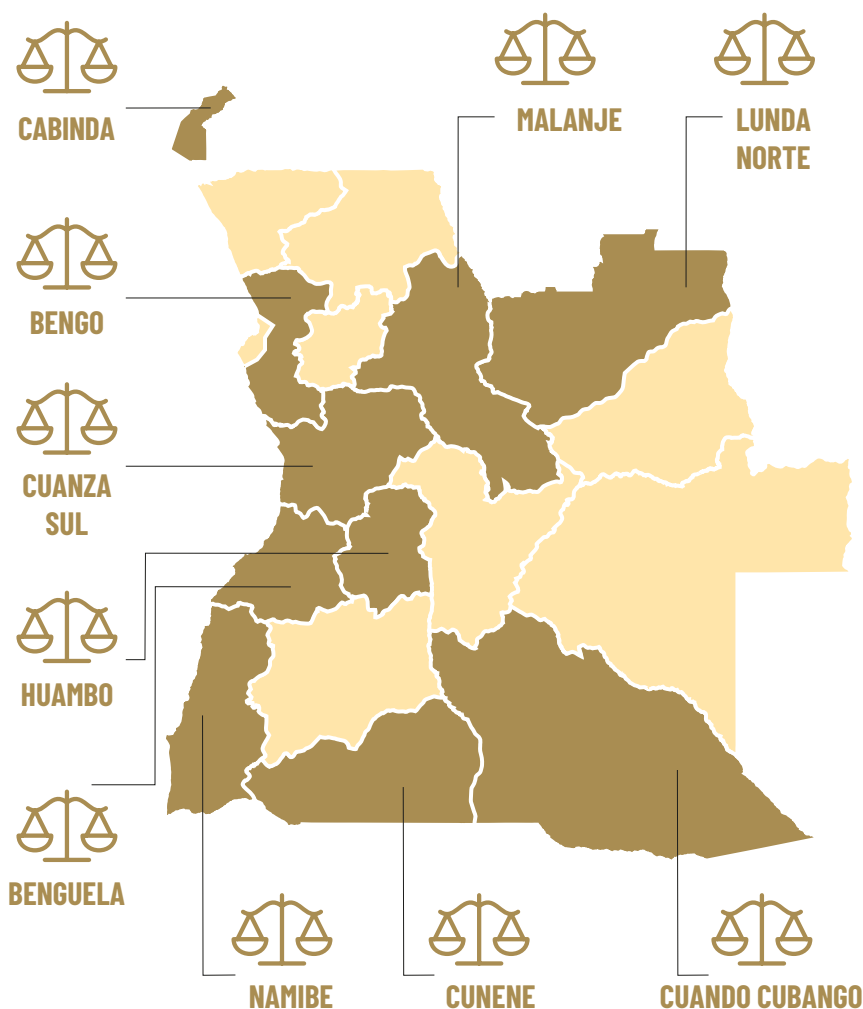 CABINDA
MALANJE
LUNDA
NORTE
BENGO
CUANZA
SUL
HUAMBO
BENGUELA
NAMIBE
CUNENE
CUANDO CUBANGO